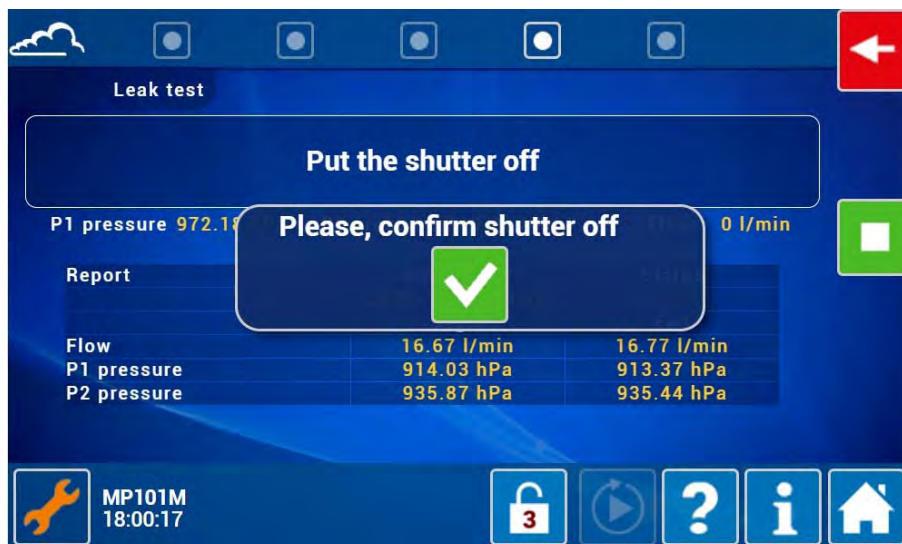 Leak test
Put the shutter off
P1 pressure 972.18 0 l/min
Please, confirm shutter off
Report
Flow 16.67 l/min 16.77 l/min
P1 pressure 914.03 hPa 913.37 hPa
P2 pressure 935.87 hPa 935.44 hPa
MP101M
18:00:17
3
?
i